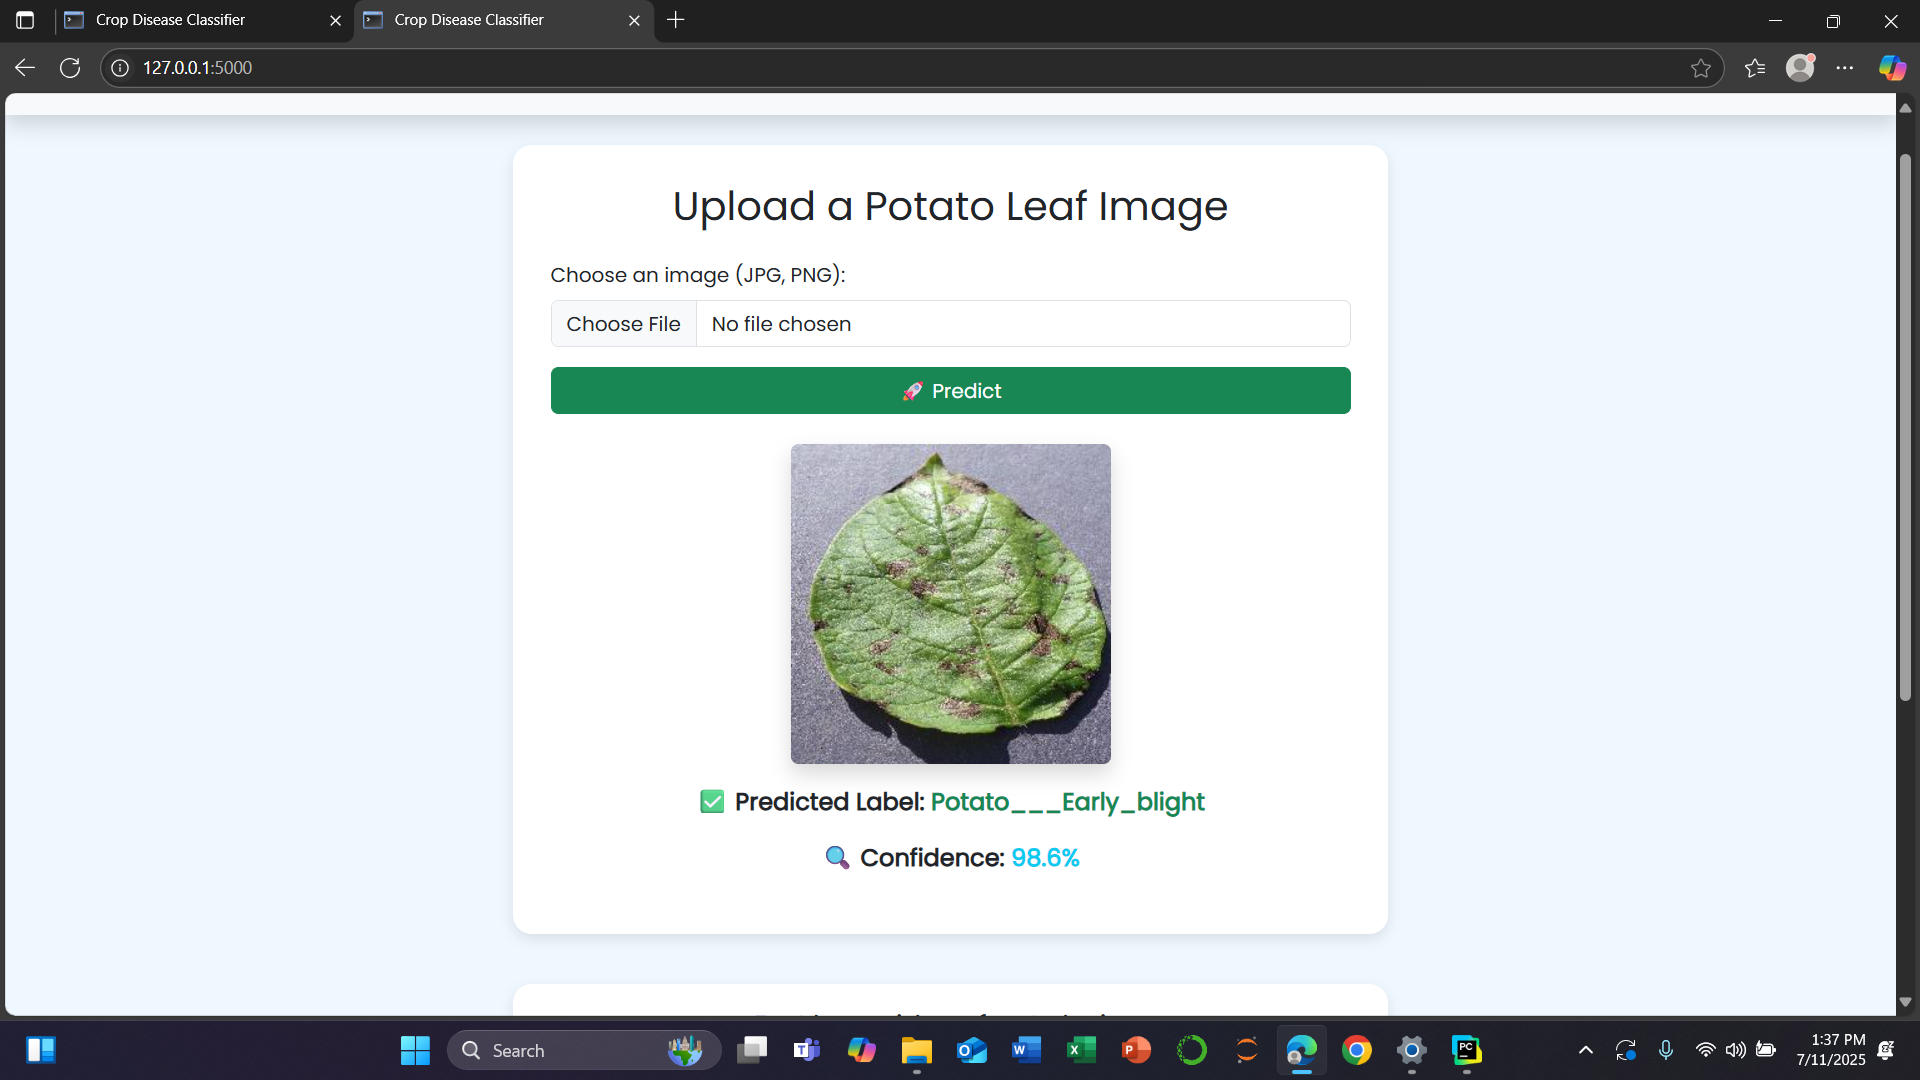 Crop Disease Classifier
Crop Disease Classifier
127.0.0.1:5000
Upload a Potato Leaf Image
Choose an image (JPG, PNG):
Choose File No file chosen
🚀 Predict
✅ Predicted Label: Potato___Early_blight
🔍 Confidence: 98.6%
Search
1:37 PM
7/11/2025